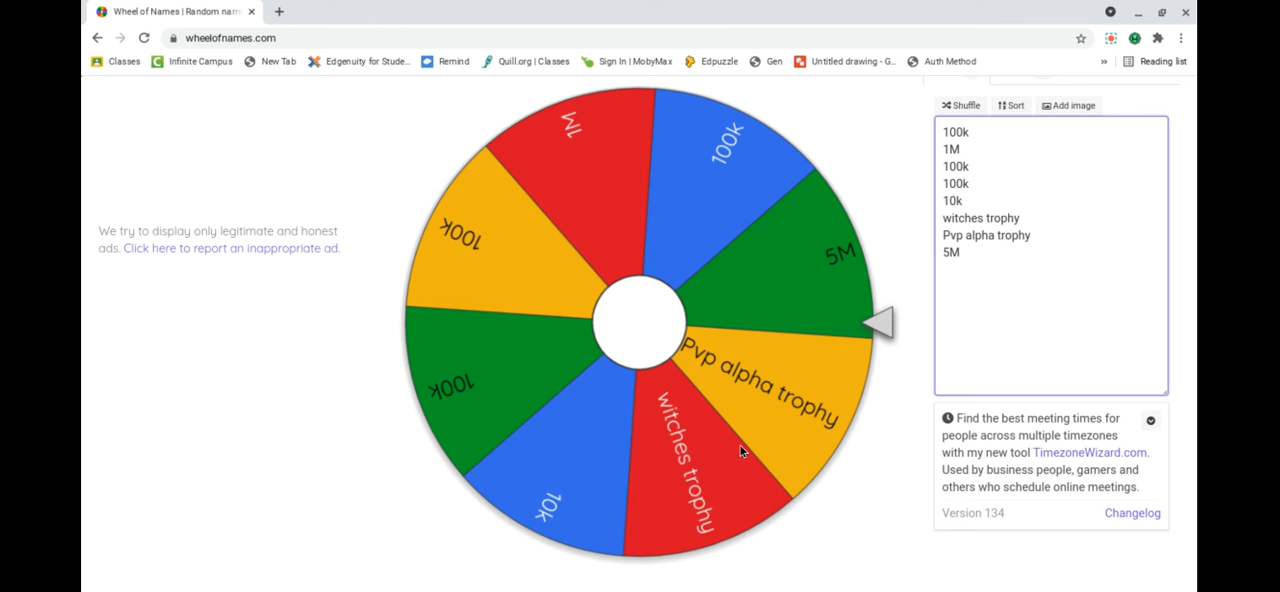 Wheel of Names | Random nam
wheelofnames.com
Classes
Infinite Campus
New Tab
Edgenuity for Stude...
Remind
Quill.org | Classes
Sign In | MobyMax
Edpuzzle
Gen
Untitled drawing - G...
Auth Method
»
Reading list
We try to display only legitimate and honest
ads. Click here to report an inappropriate ad.
1M
100k
5M
Pvp alpha trophy
witches trophy
10k
100k
100k
Shuffle
Sort
Add image
100k
1M
100k
100k
10k
witches trophy
Pvp alpha trophy
5M
Find the best meeting times for
people across multiple timezones
with my new tool TimezoneWizard.com.
Used by business people, gamers and
others who schedule online meetings.
Version 134
Changelog